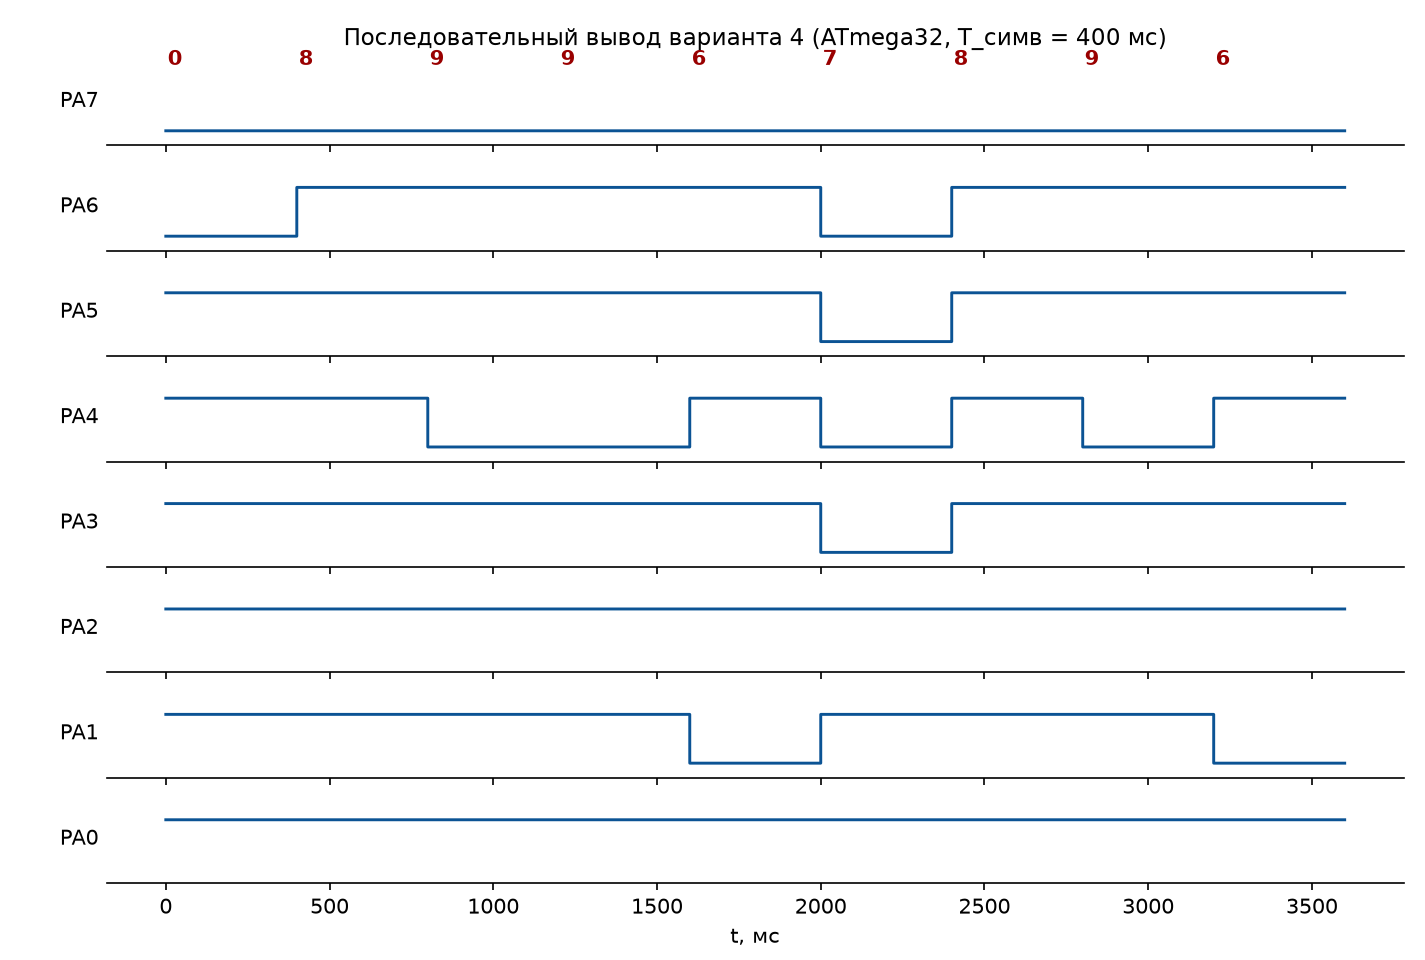 Последовательный вывод варианта 4 (ATmega32, T_симв = 400 мс)
0 8 9 9 6 7 8 9 6
PA7
PA6
PA5
PA4
PA3
PA2
PA1
PA0
0 500 1000 1500 2000 2500 3000 3500
t, мс